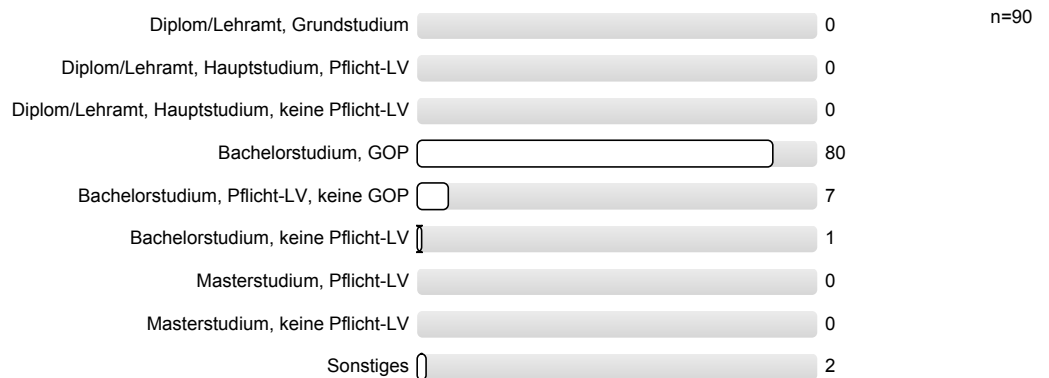 n=90
Diplom/Lehramt, Grundstudium 0
Diplom/Lehramt, Hauptstudium, Pflicht-LV 0
Diplom/Lehramt, Hauptstudium, keine Pflicht-LV 0
Bachelorstudium, GOP 80
Bachelorstudium, Pflicht-LV, keine GOP 7
Bachelorstudium, keine Pflicht-LV 1
Masterstudium, Pflicht-LV 0
Masterstudium, keine Pflicht-LV 0
Sonstiges 2